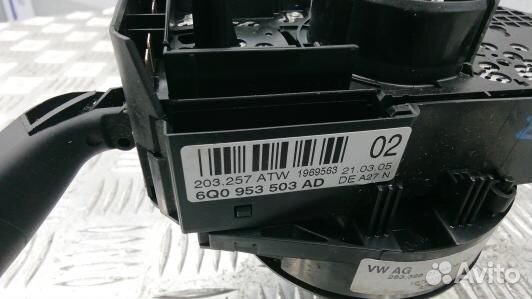 02
203.257 ATW 1969563 21.03.05
6Q0 953 503 AD DE A27 N
VW AG
Avito